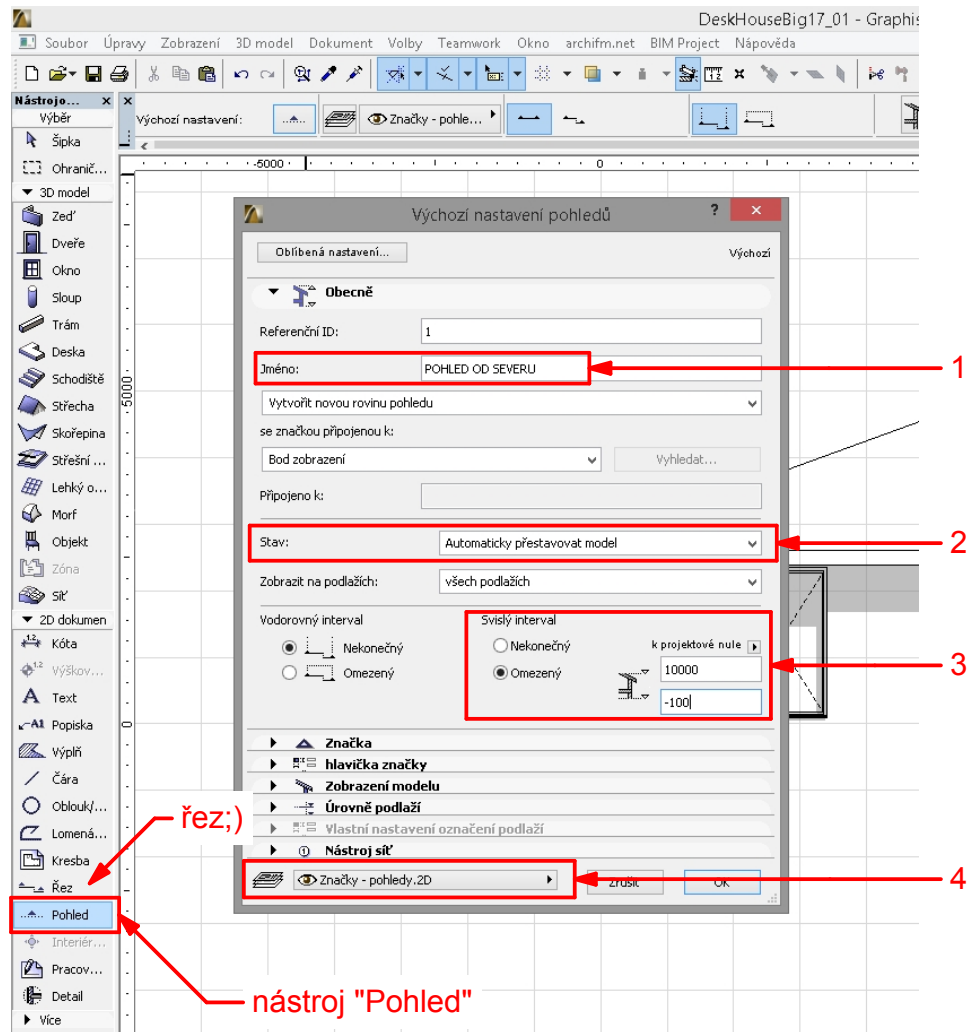 DeskHouseBig17_01 - Graphis
Soubor Úpravy Zobrazení 3D model Dokument Volby Teamwork Okno archifm.net BIM Project Nápověda
Nástrojo... x x
Výběr
Výchozí nastavení:
Značky - pohle...
Šipka
Ohranič...
-5000
0
3D model
Zeď
Dveře
Okno
Sloup
Trám
Deska
Schodiště
Střecha
Skořepina
Střešní ...
Lehký o...
Morf
Objekt
Zóna
Síť
2D dokumen
Kóta
Výškov...
Text
A1 Popiska
Výplň
Čára
Oblouk/...
Lomená...
Kresba
Řez
Pohled
Interiér...
Pracov...
Detail
Více
5000
0
Výchozí nastavení pohledů ? x
Oblíbená nastavení...
Výchozí
Obecně
Referenční ID:
1
Jméno:
POHLED OD SEVERU
1
Vytvořit novou rovinu pohledu
se značkou připojenou k:
Bod zobrazení
Vyhledat...
Připojeno k:
Stav:
Automaticky přestavovat model
2
Zobrazit na podlažích:
všech podlažích
Vodorovný interval
Nekonečný
Omezený
Svislý interval
Nekonečný
k projektové nule
Omezený
10000
-100
3
Značka
hlavička značky
Zobrazení modelu
Úrovně podlaží
Vlastní nastavení označení podlaží
Nástroj síť
Značky - pohledy.2D
Zrušit
OK
4
řez;)
nástroj "Pohled"